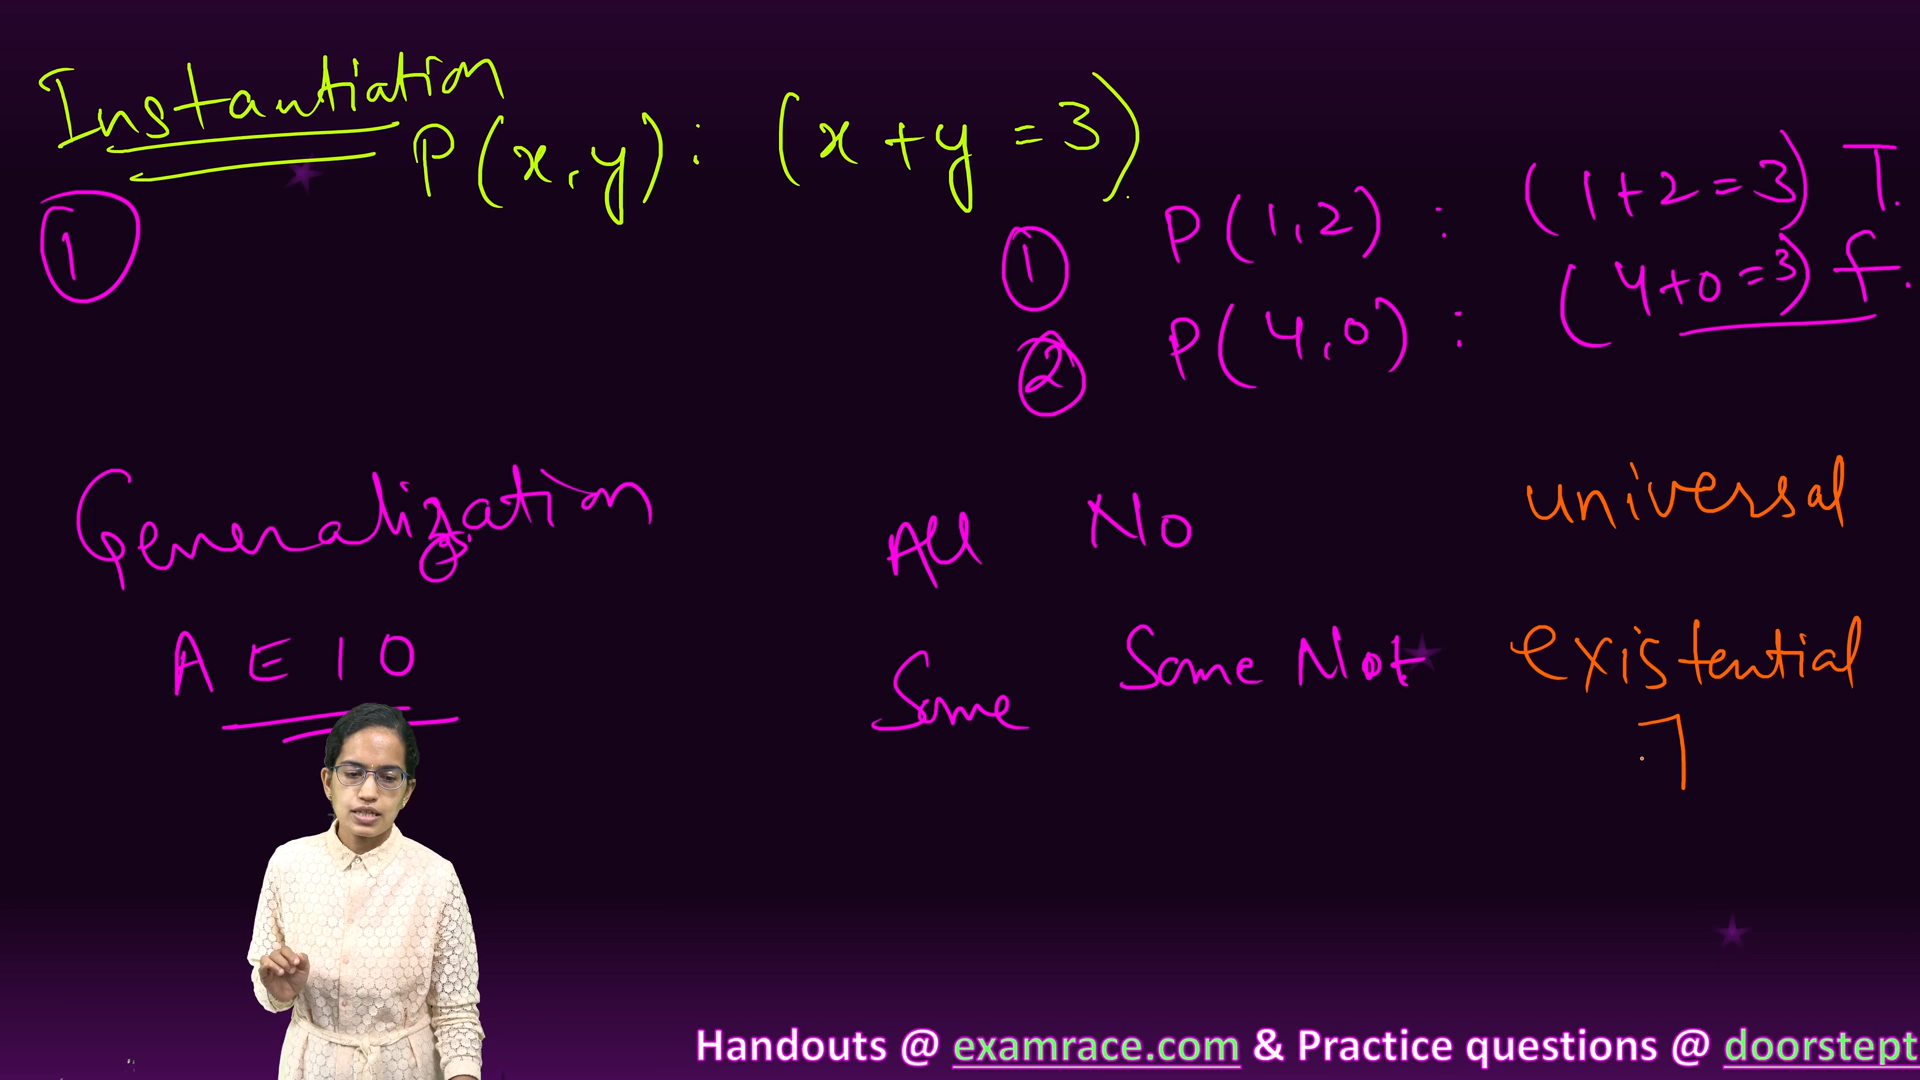 Instantiation
P(x,y): (x+y=3).
①
① P(1,2): (1+2=3) T.
② P(4,0): (4+0=3) f.
Generalization
All No universal
A E I O
Some Some Not existential
Handouts @ examrace.com & Practice questions @ doorstept